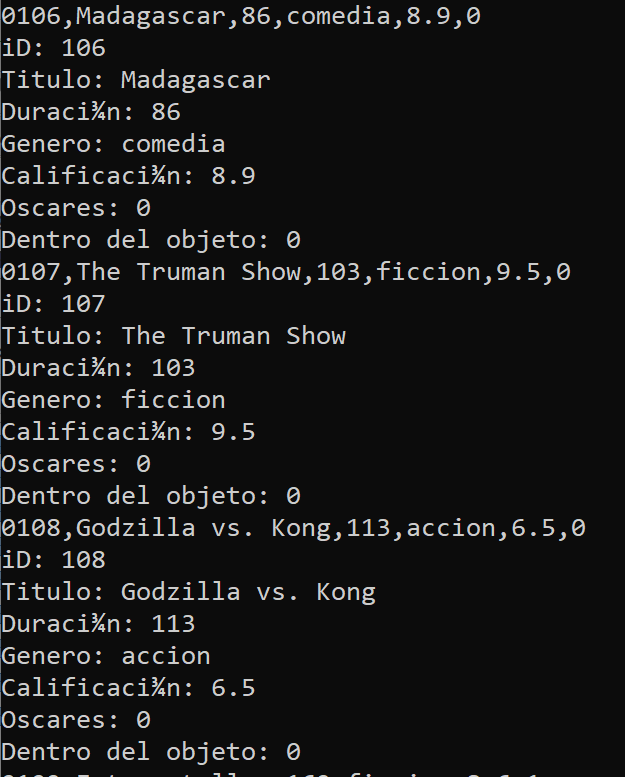 0106,Madagascar,86,comedia,8.9,0
iD: 106
Titulo: Madagascar
Duraci¾n: 86
Genero: comedia
Calificaci¾n: 8.9
Oscares: 0
Dentro del objeto: 0
0107,The Truman Show,103,ficcion,9.5,0
iD: 107
Titulo: The Truman Show
Duraci¾n: 103
Genero: ficcion
Calificaci¾n: 9.5
Oscares: 0
Dentro del objeto: 0
0108,Godzilla vs. Kong,113,accion,6.5,0
iD: 108
Titulo: Godzilla vs. Kong
Duraci¾n: 113
Genero: accion
Calificaci¾n: 6.5
Oscares: 0
Dentro del objeto: 0